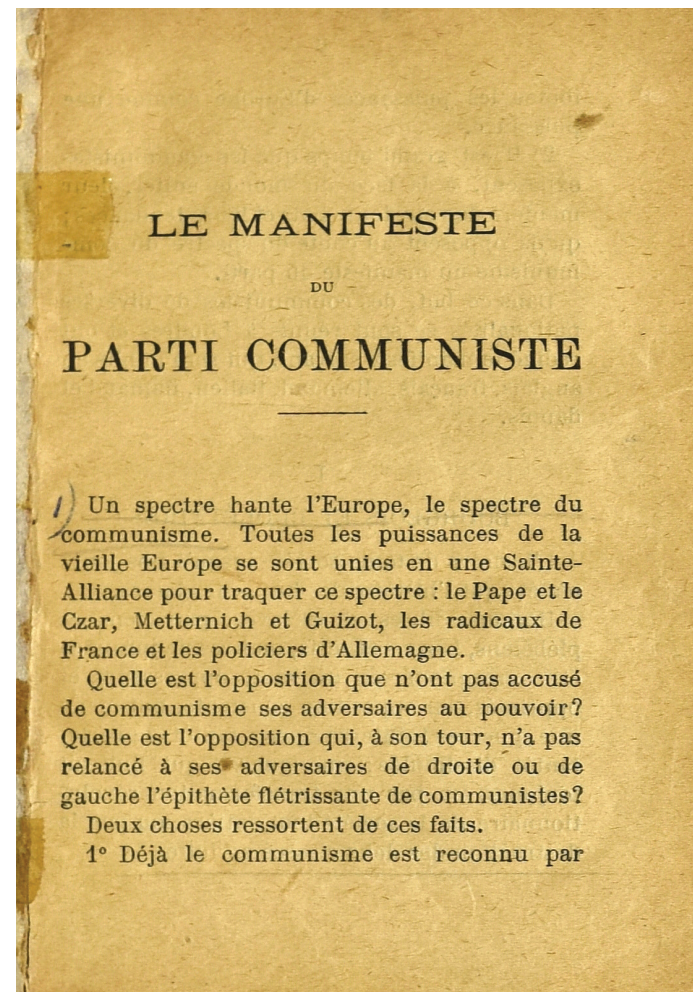 LE MANIFESTE
DU
PARTI COMMUNISTE
1) Un spectre hante l'Europe, le spectre du
communisme. Toutes les puissances de la
vieille Europe se sont unies en une Sainte-
Alliance pour traquer ce spectre : le Pape et le
Czar, Metternich et Guizot, les radicaux de
France et les policiers d'Allemagne.
Quelle est l'opposition que n'ont pas accusé
de communisme ses adversaires au pouvoir?
Quelle est l'opposition qui, à son tour, n'a pas
relancé à ses adversaires de droite ou de
gauche l'épithète flétrissante de communistes?
Deux choses ressortent de ces faits.
1° Déjà le communisme est reconnu par